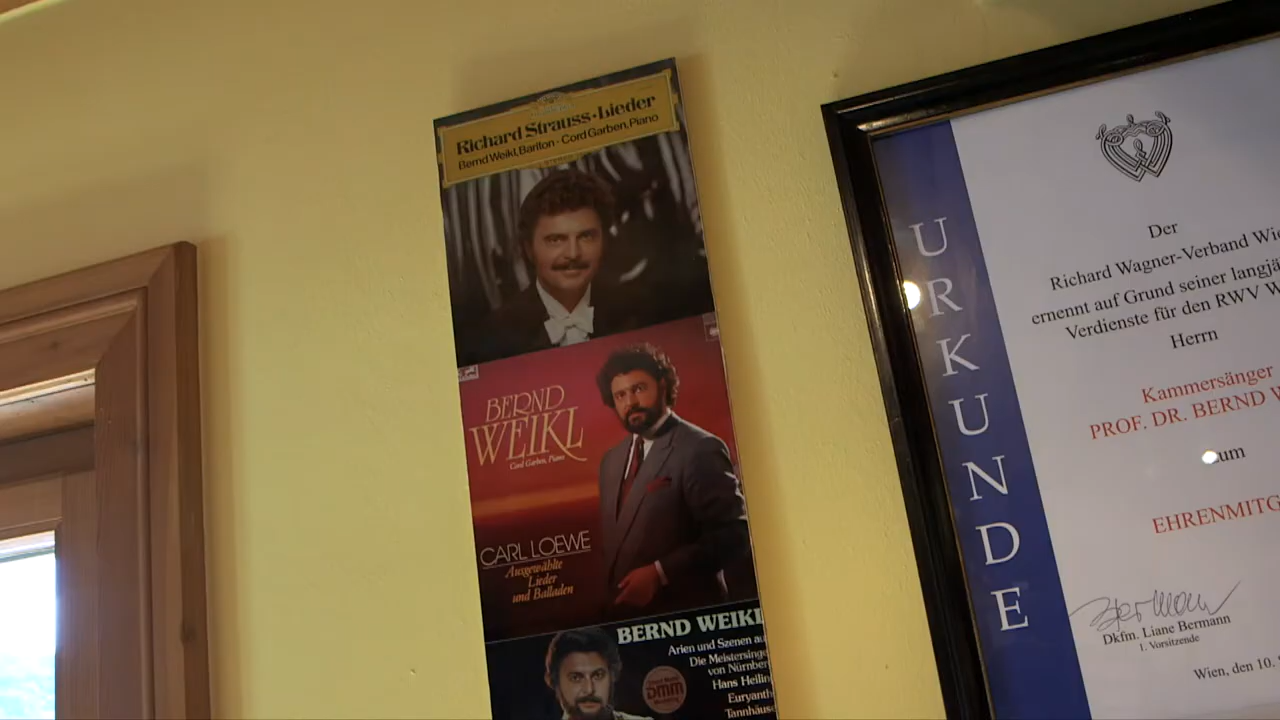 Richard Strauss·Lieder
Bernd Weikl, Bariton · Cord Garben, Piano
BERND
WEIKL
Cord Garben, Piano
CARL LOEWE
Ausgewählte
Lieder
und Balladen
BERND WEIKL
Arien und Szenen au
Die Meistersinge
von Nürnber
Hans Heilin
Euryanth
Tannhäus
DMM
URKUNDE
Der
Richard Wagner-Verband Wie
ernennt auf Grund seiner langjä
Verdienste für den RWV W
Herrn
Kammersänger
PROF. DR. BERND W
zum
EHRENMITG
Dkfm. Liane Bermann
1. Vorsitzende
Wien, den 10.